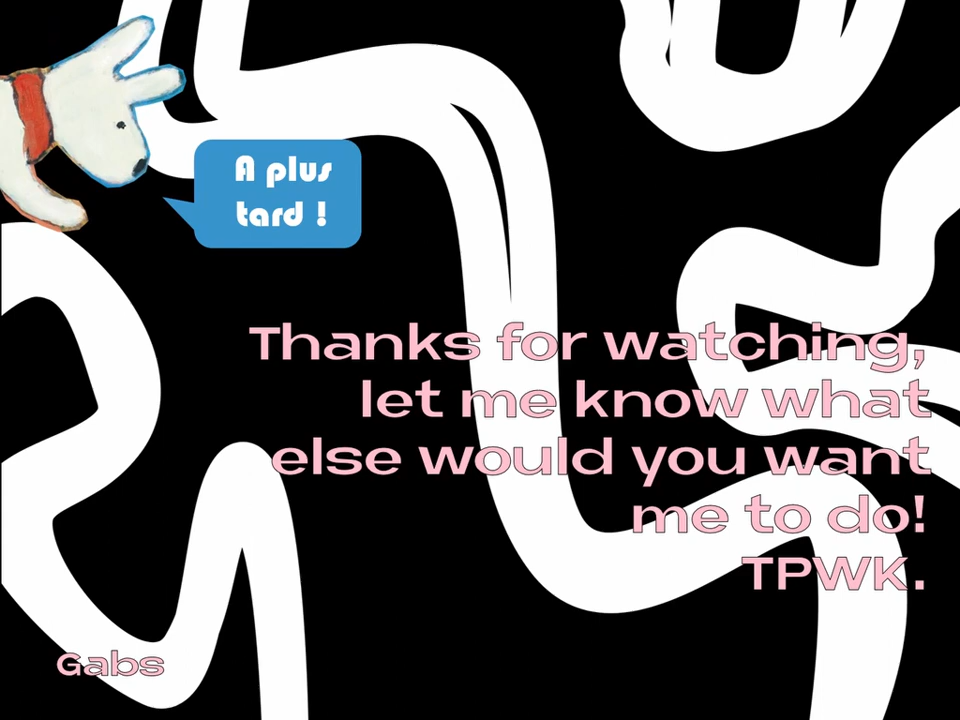 A plus
tard !
Thanks for watching,
let me know what
else would you want
me to do!
TPWK.
Gabs